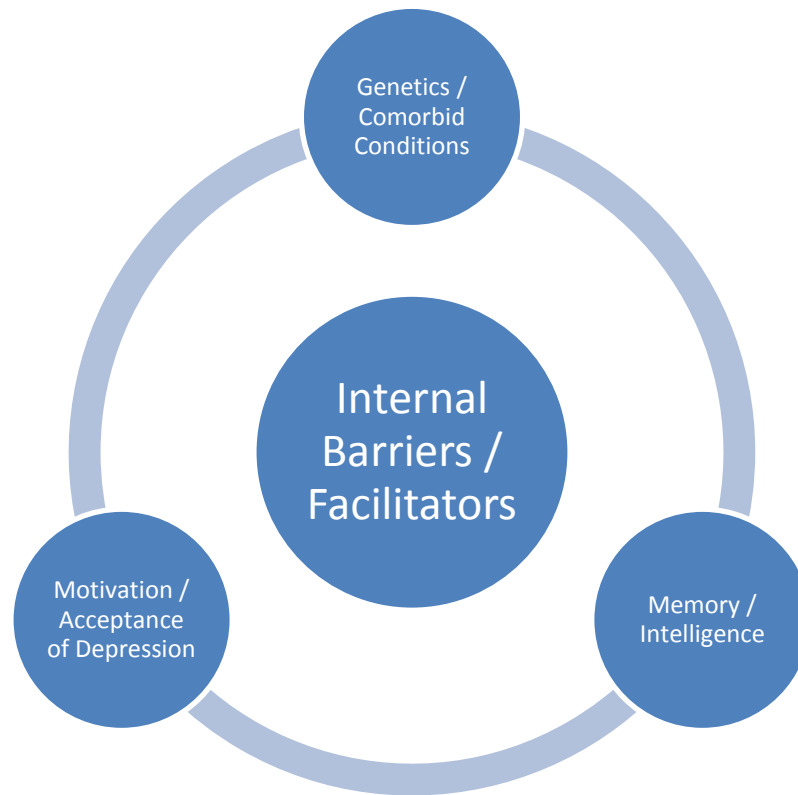 Genetics /
Comorbid
Conditions
Internal
Barriers /
Facilitators
Motivation /
Acceptance
of Depression
Memory /
Intelligence